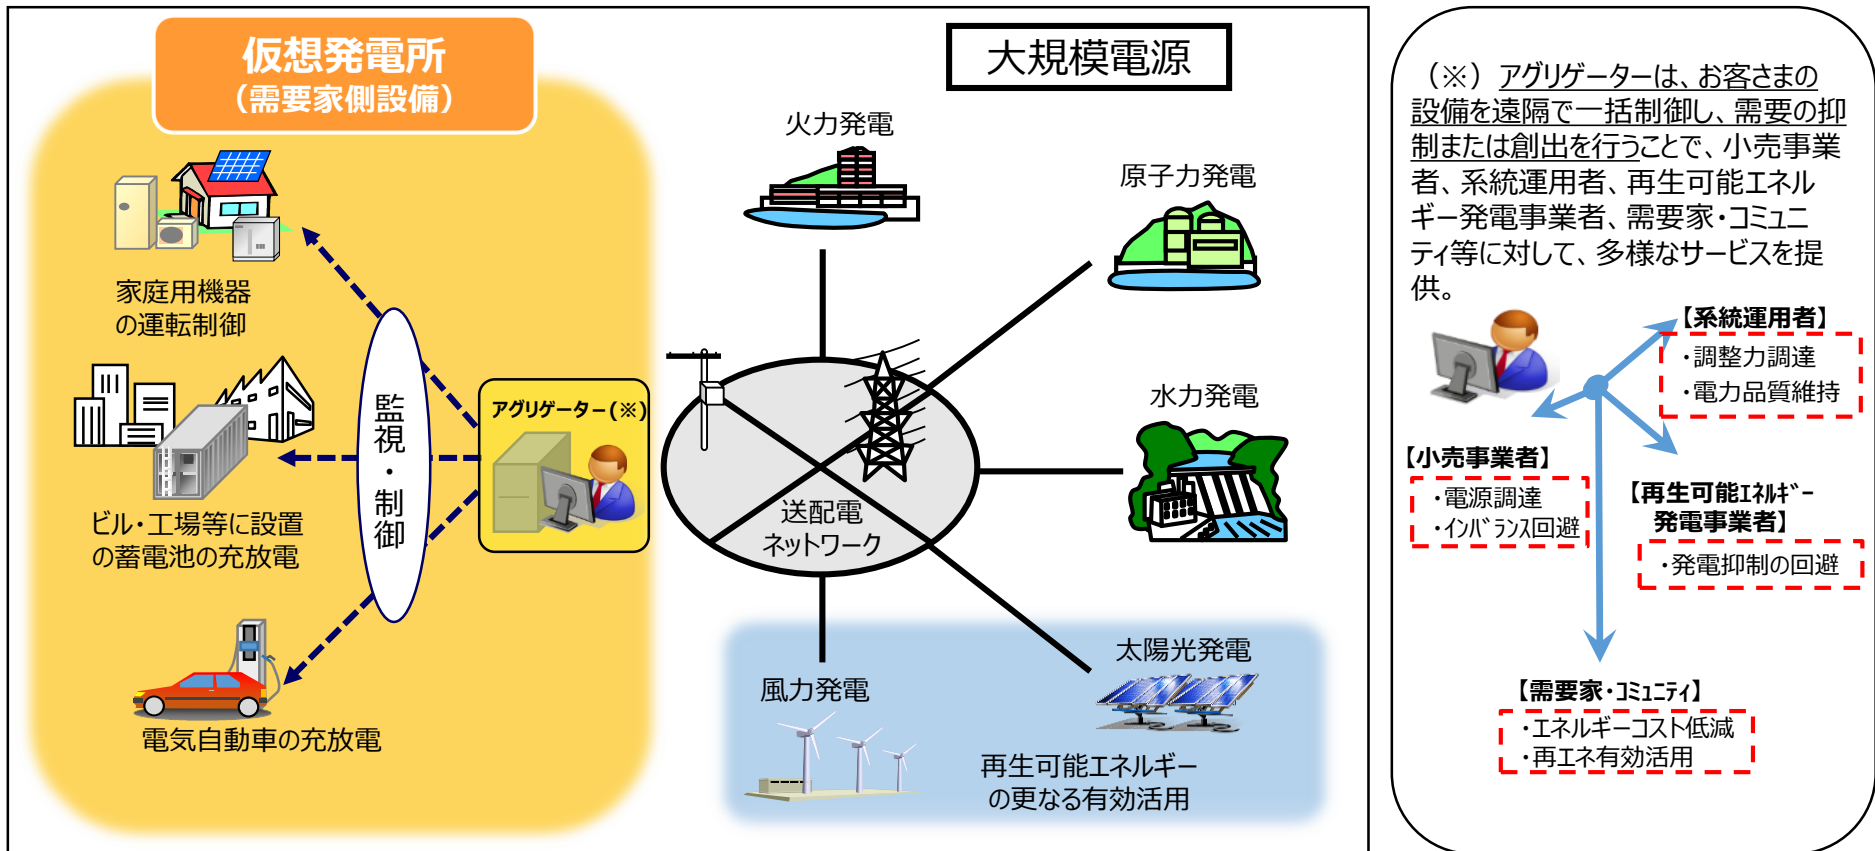 仮想発電所
（需要家側設備）
家庭用機器
の運転制御
ビル・工場等に設置
の蓄電池の充放電
電気自動車の充放電
監視・制御
アグリゲーター(※)
大規模電源
火力発電
原子力発電
水力発電
送配電
ネットワーク
風力発電
太陽光発電
再生可能エネルギー
の更なる有効活用
（※）アグリゲーターは、お客さまの
設備を遠隔で一括制御し、需要の抑
制または創出を行うことで、小売事業
者、系統運用者、再生可能エネル
ギー発電事業者、需要家・コミュニ
ティ等に対して、多様なサービスを提
供。
【系統運用者】
・調整力調達
・電力品質維持
【小売事業者】
・電源調達
・インバランス回避
【再生可能エネルギー
発電事業者】
・発電抑制の回避
【需要家・コミュニティ】
・エネルギーコスト低減
・再エネ有効活用